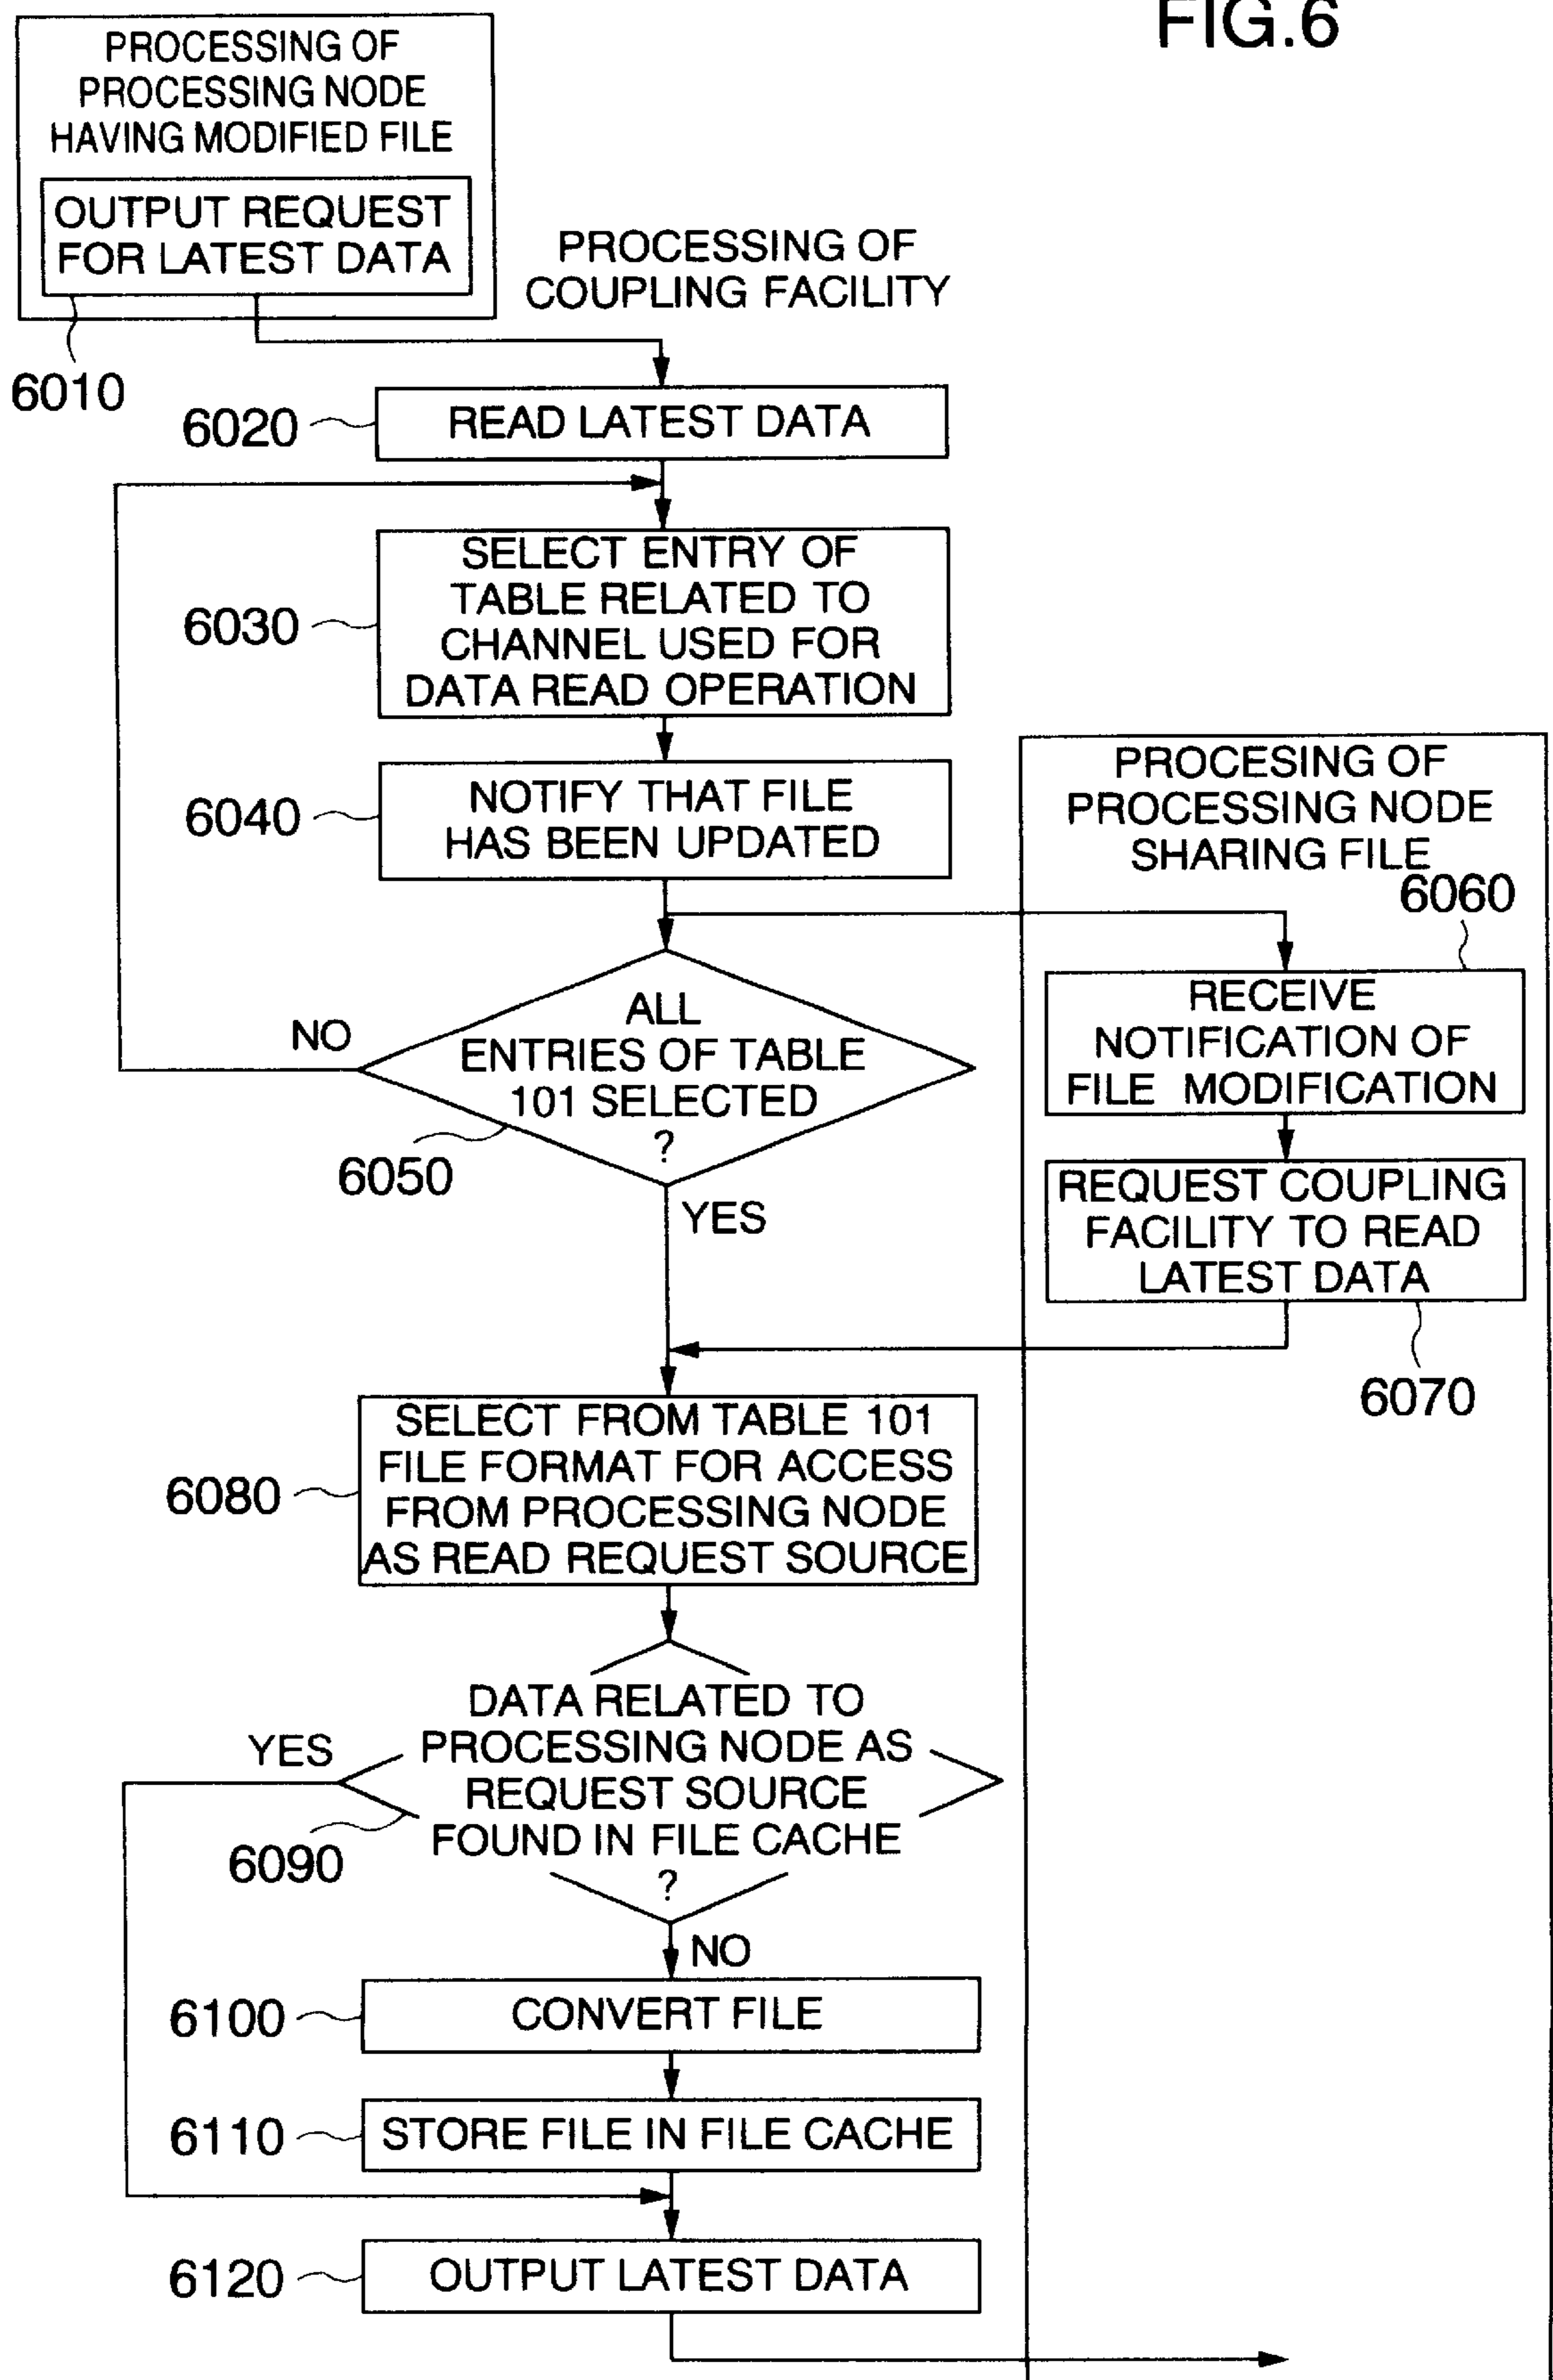 FIG.6
PROCESSING OF
PROCESSING NODE
HAVING MODIFIED FILE
OUTPUT REQUEST
FOR LATEST DATA
6010
PROCESSING OF
COUPLING FACILITY
6020
READ LATEST DATA
6030
SELECT ENTRY OF
TABLE RELATED TO
CHANNEL USED FOR
DATA READ OPERATION
6040
NOTIFY THAT FILE
HAS BEEN UPDATED
PROCESING OF
PROCESSING NODE
SHARING FILE
6060
RECEIVE
NOTIFICATION OF
FILE MODIFICATION
NO
ALL
ENTRIES OF TABLE
101 SELECTED
?
6050
YES
REQUEST COUPLING
FACILITY TO READ
LATEST DATA
6070
6080
SELECT FROM TABLE 101
FILE FORMAT FOR ACCESS
FROM PROCESSING NODE
AS READ REQUEST SOURCE
YES
DATA RELATED TO
PROCESSING NODE AS
REQUEST SOURCE
FOUND IN FILE CACHE
?
6090
NO
6100
CONVERT FILE
6110
STORE FILE IN FILE CACHE
6120
OUTPUT LATEST DATA